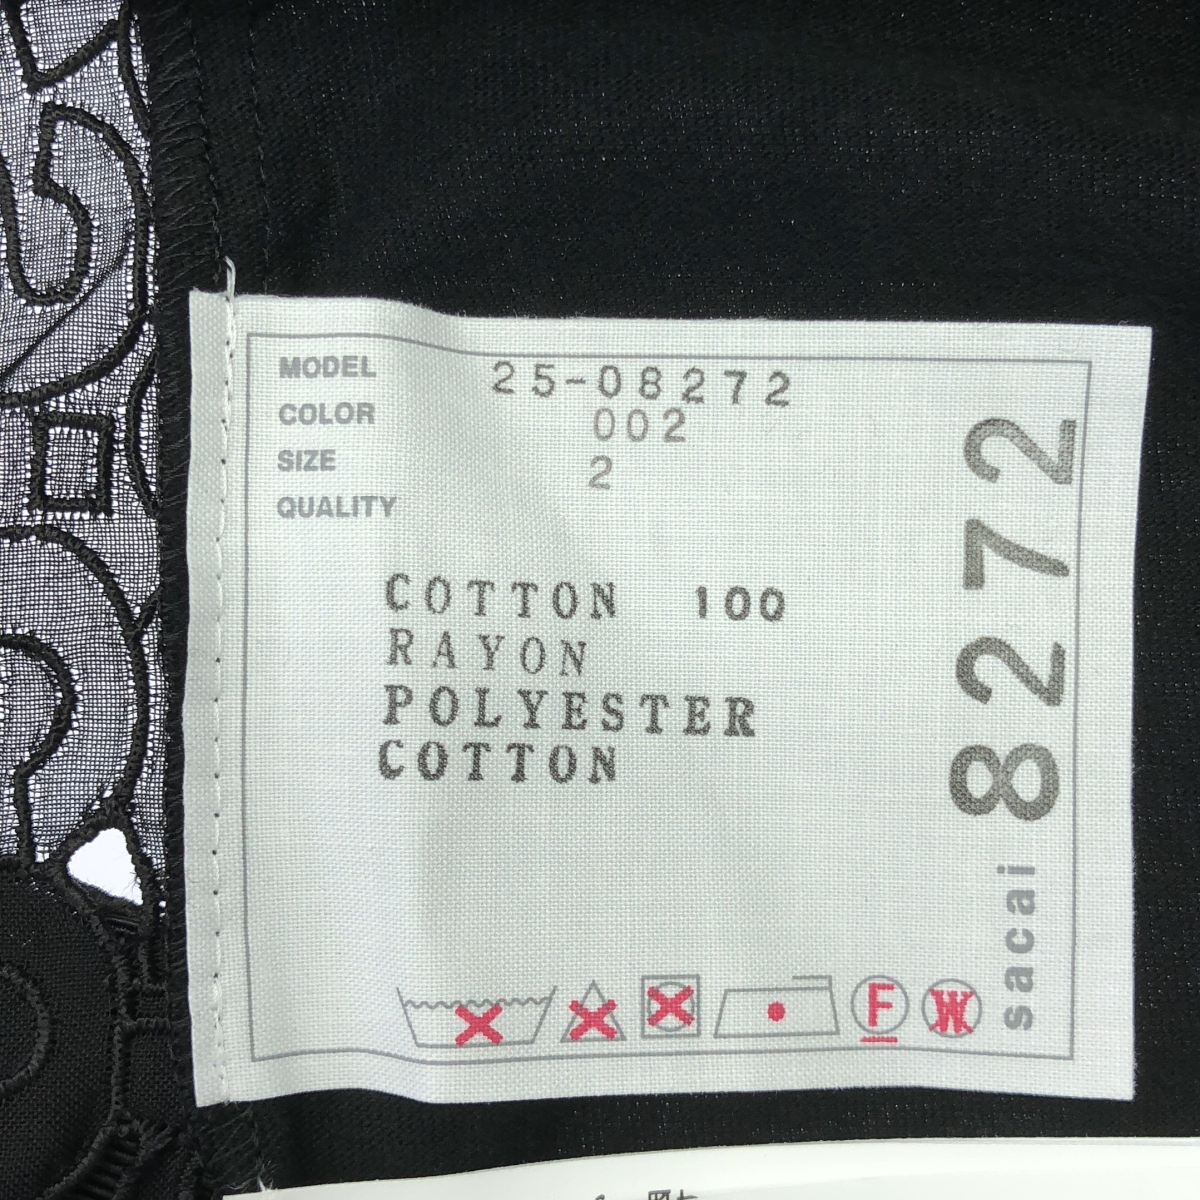 MODEL 25-08272
COLOR 002
SIZE 2
QUALITY
COTTON 100
RAYON
POLYESTER
COTTON
F
W
sacai 8272